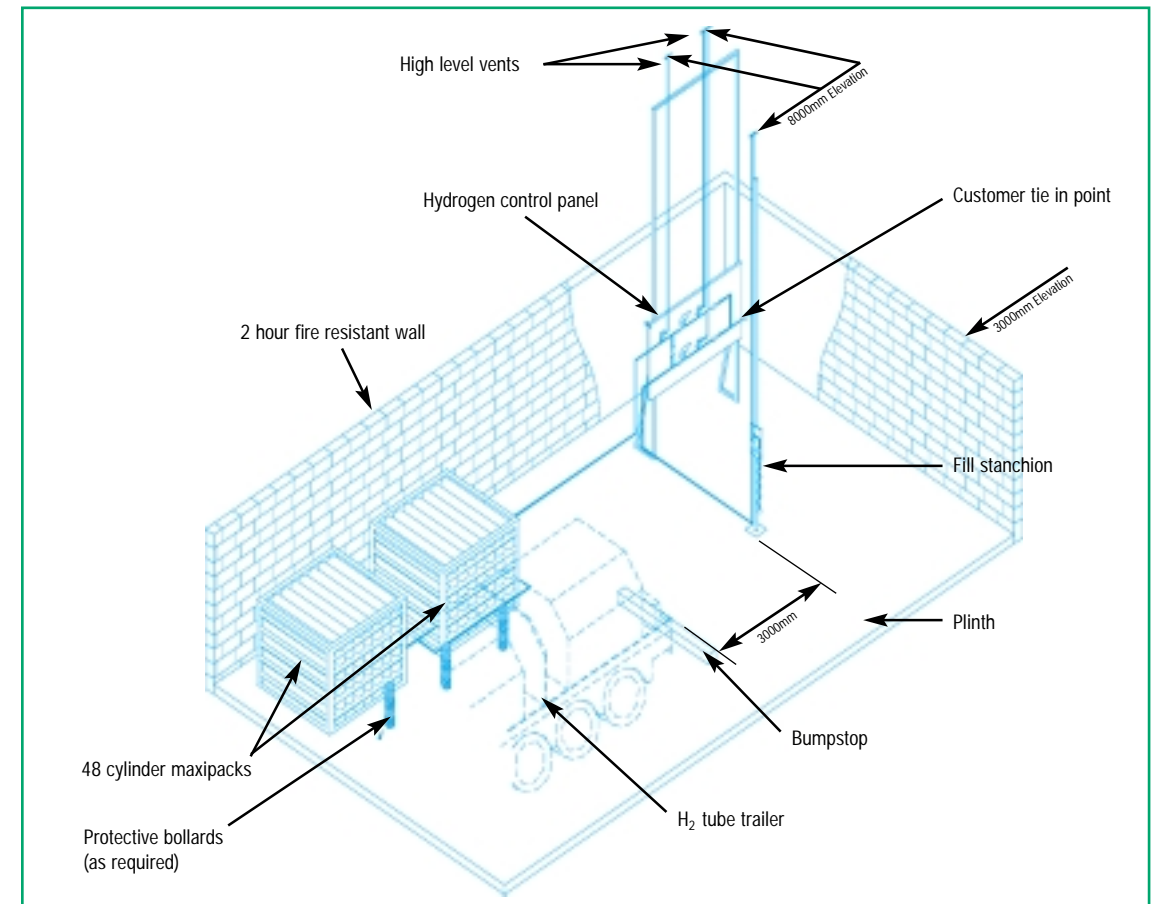 High level vents
8000mm Elevation
Hydrogen control panel
Customer tie in point
3000mm Elevation
2 hour fire resistant wall
Fill stanchion
3000mm
Plinth
Bumpstop
48 cylinder maxipacks
H₂ tube trailer
Protective bollards
(as required)